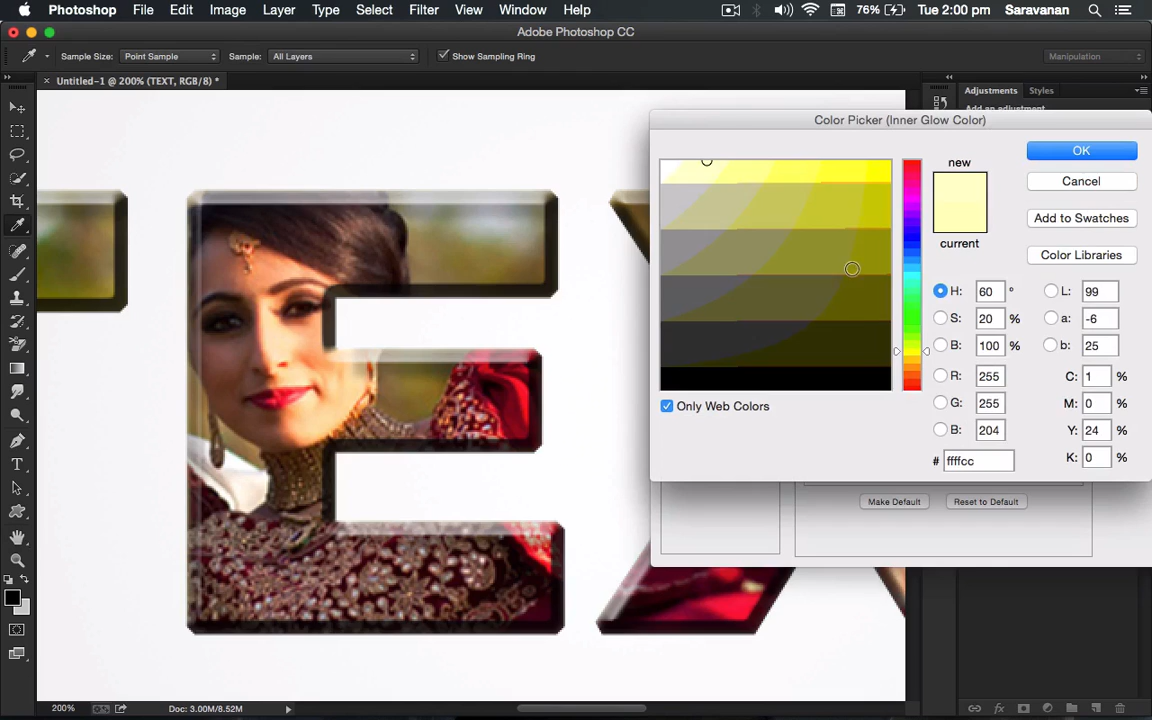 Photoshop File Edit Image Layer Type Select Filter View Window Help 76% Tue 2:00 pm Saravanan
Adobe Photoshop CC
Sample Size: Point Sample Sample: All Layers Show Sampling Ring Manipulation
Untitled-1 @ 200% (TEXT, RGB/8) * Adjustments Styles
Add an adjustment
Color Picker (Inner Glow Color)
new OK
Cancel
Add to Swatches
current
Color Libraries
H: 60 ° L: 99
S: 20 % a: -6
B: 100 % b: 25
R: 255 C: 1 %
Only Web Colors G: 255 M: 0 %
B: 204 Y: 24 %
# ffffcc K: 0 %
Make Default Reset to Default
TEX
200% Doc: 3.00M/8.52M